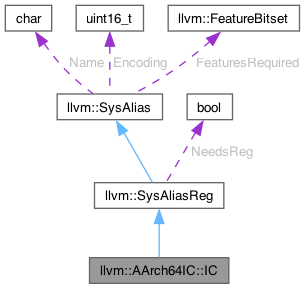 char
uint16_t
llvm::FeatureBitset
Name
Encoding
FeaturesRequired
llvm::SysAlias
bool
NeedsReg
llvm::SysAliasReg
llvm::AArch64IC::IC